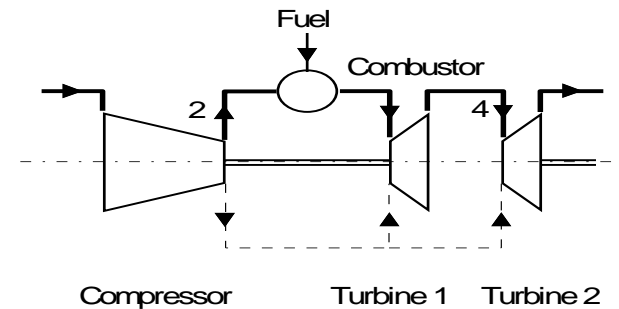 Fuel
Combustor
2
4
Compressor
Turbine 1
Turbine 2